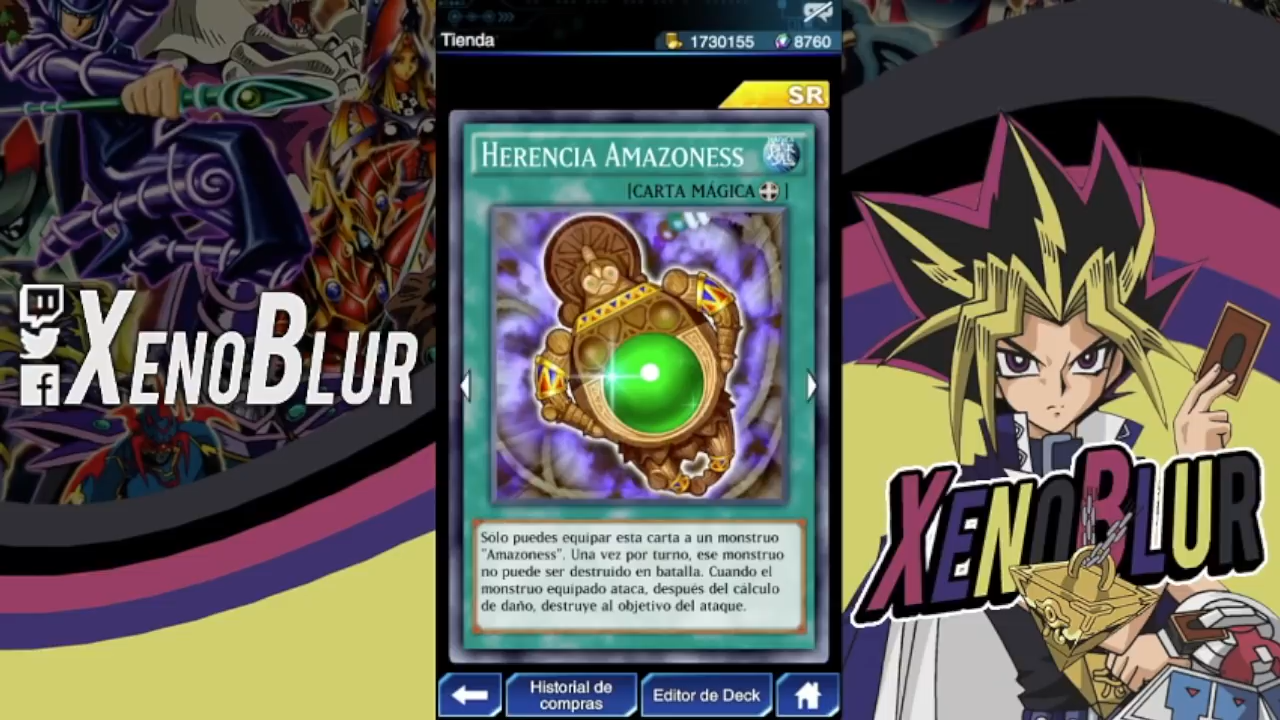 Tienda
1730155
8760
SR
HERENCIA AMAZONESS
[CARTA MÁGICA ]
Sólo puedes equipar esta carta a un monstruo
"Amazoness". Una vez por turno, ese monstruo
no puede ser destruido en batalla. Cuando el
monstruo equipado ataca, después del cálculo
de daño, destruye al objetivo del ataque.
Historial de
compras
Editor de Deck
XENOBLUR
XENOBLUR